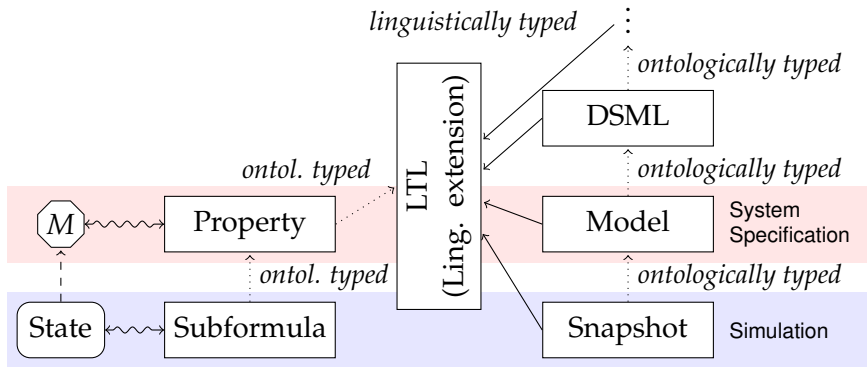 linguistically typed
⋮
ontologically typed
DSML
LTL
(Ling. extension)
ontol. typed
ontologically typed
M
Property
Model
System
Specification
ontol. typed
ontologically typed
State
Subformula
Snapshot
Simulation